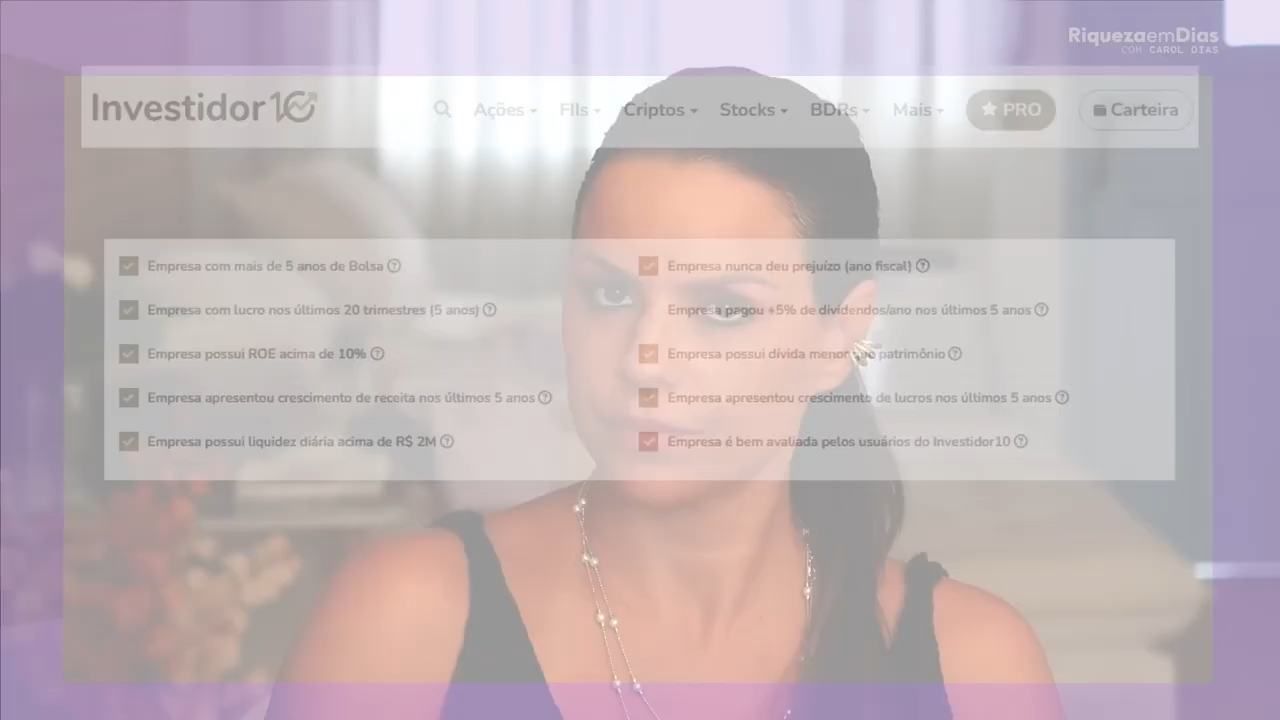 RiquezaemDias
COM CAROL DIAS
Investidor10
Ações
FIIs
Criptos
Stocks
BDRs
Mais
PRO
Carteira
Empresa com mais de 5 anos de Bolsa
Empresa nunca deu prejuízo (ano fiscal)
Empresa com lucro nos últimos 20 trimestres (5 anos)
Empresa pagou +5% de dividendos/ano nos últimos 5 anos
Empresa possui ROE acima de 10%
Empresa possui dívida menor que patrimônio
Empresa apresentou crescimento de receita nos últimos 5 anos
Empresa apresentou crescimento de lucros nos últimos 5 anos
Empresa possui liquidez diária acima de R$ 2M
Empresa é bem avaliada pelos usuários do Investidor10